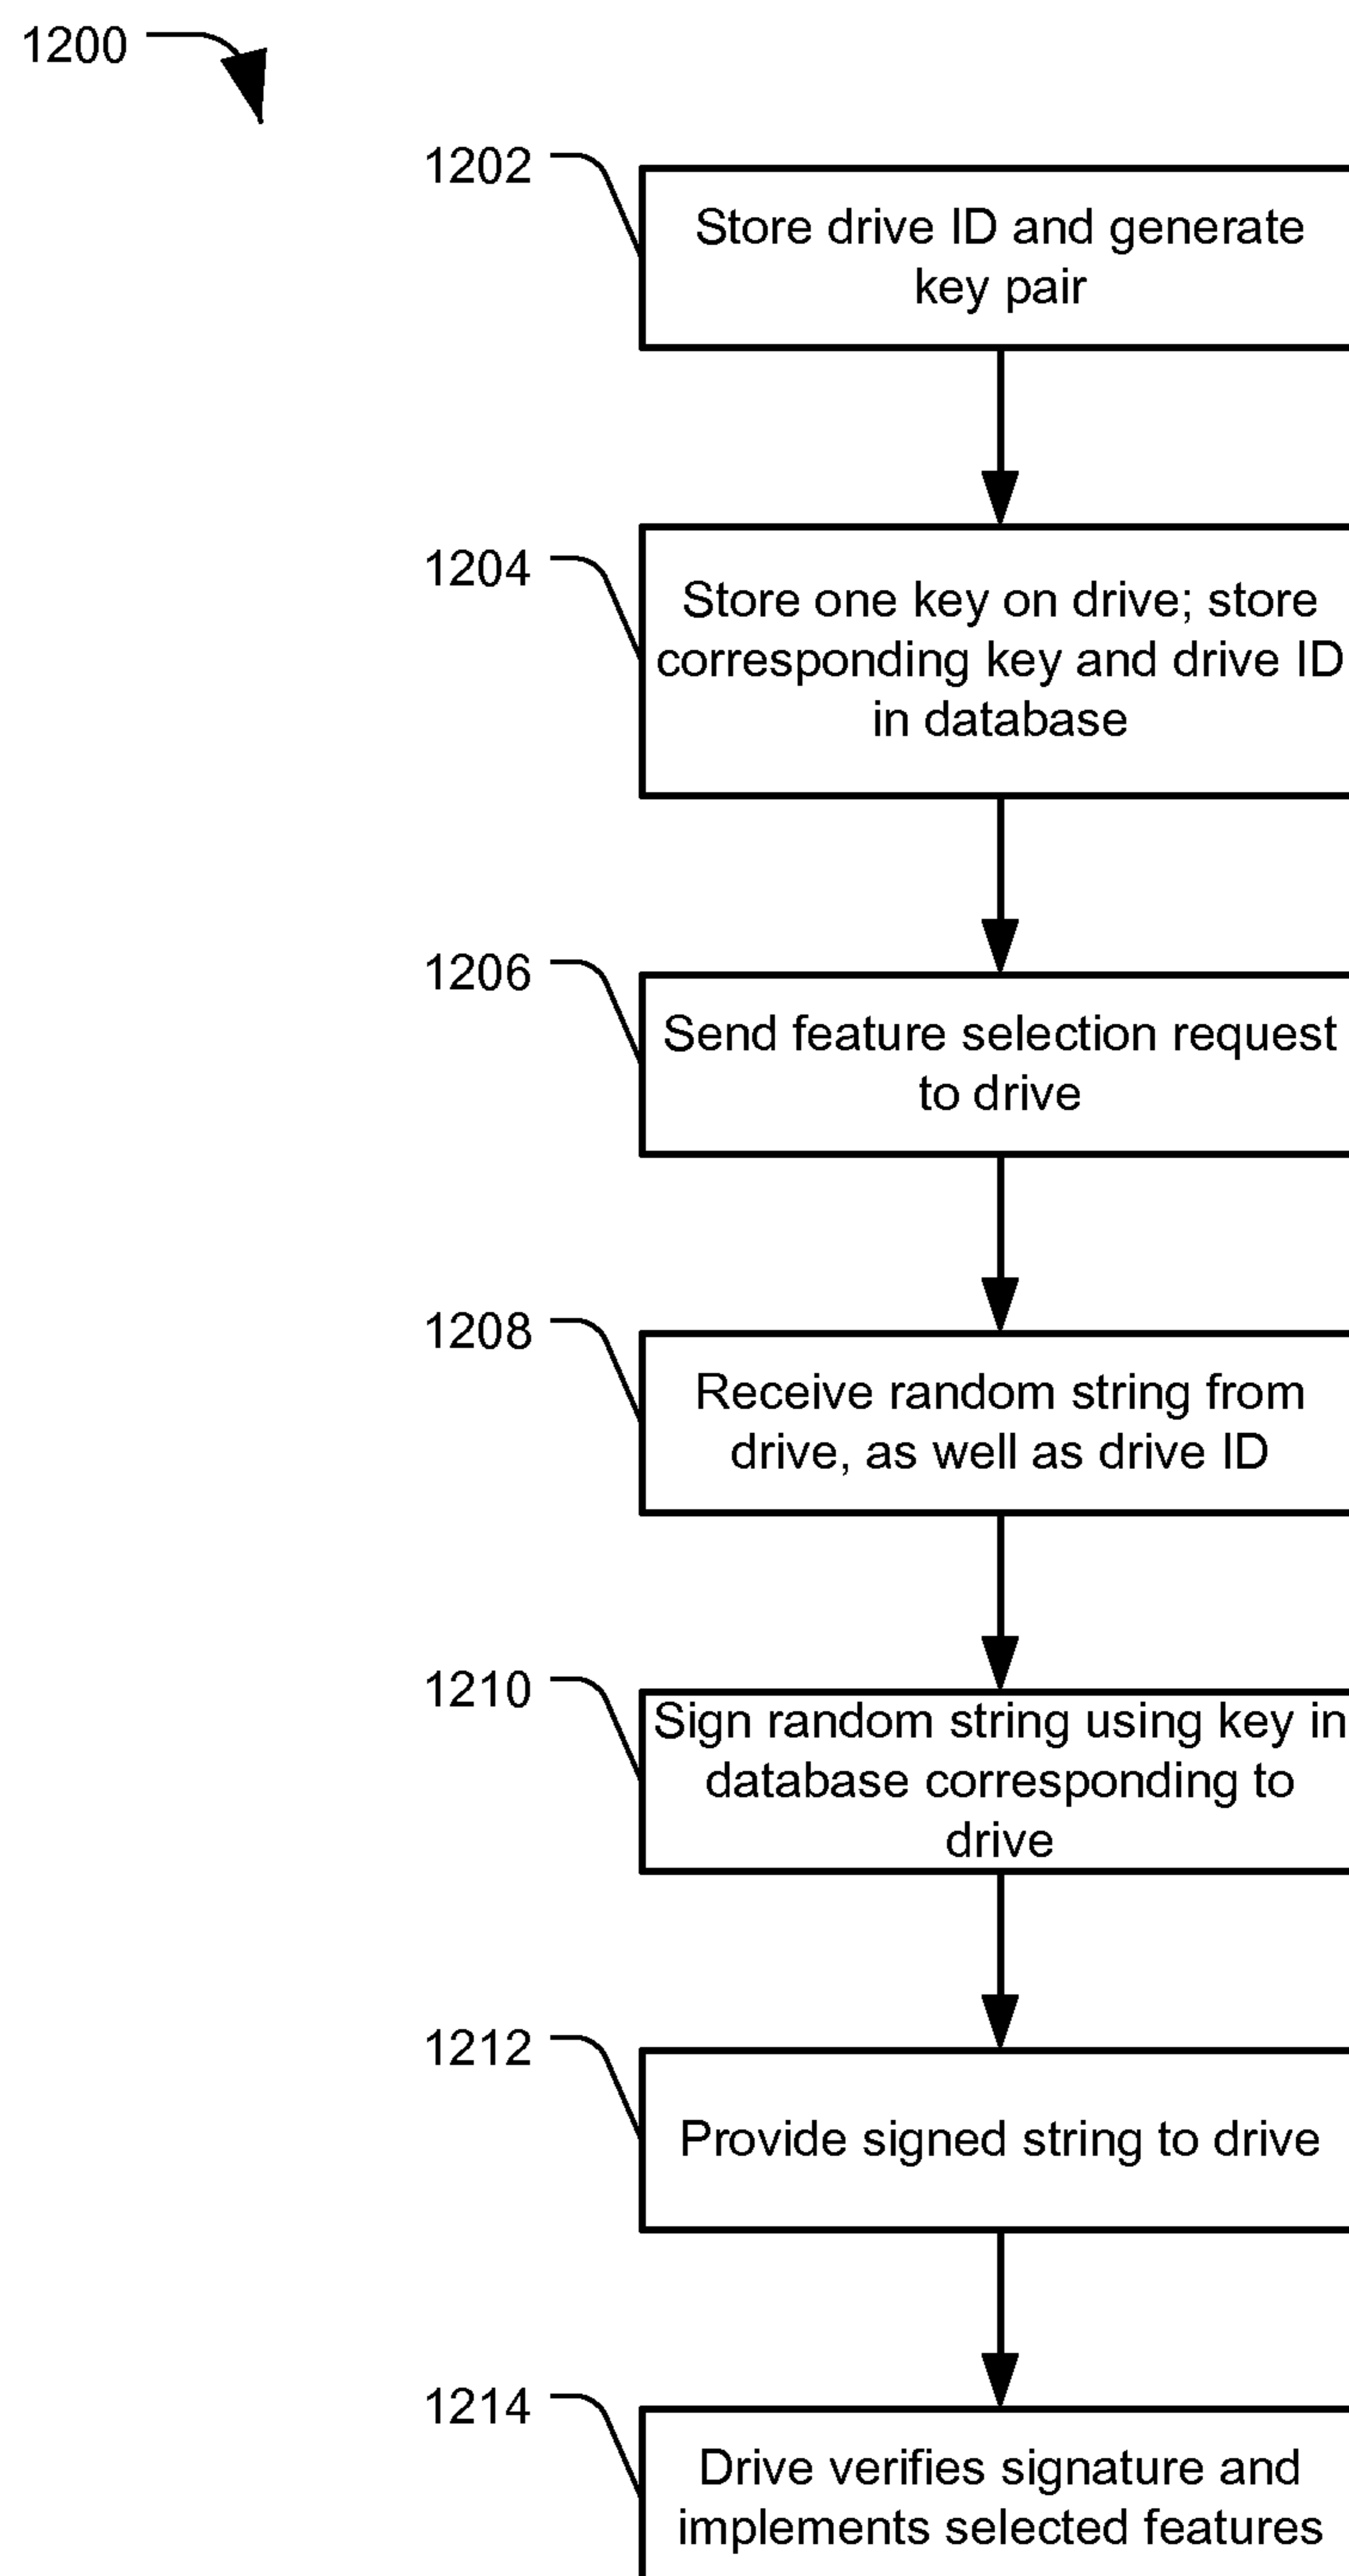 1200
1202
Store drive ID and generate
key pair
1204
Store one key on drive; store
corresponding key and drive ID
in database
1206
Send feature selection request
to drive
1208
Receive random string from
drive, as well as drive ID
1210
Sign random string using key in
database corresponding to
drive
1212
Provide signed string to drive
1214
Drive verifies signature and
implements selected features